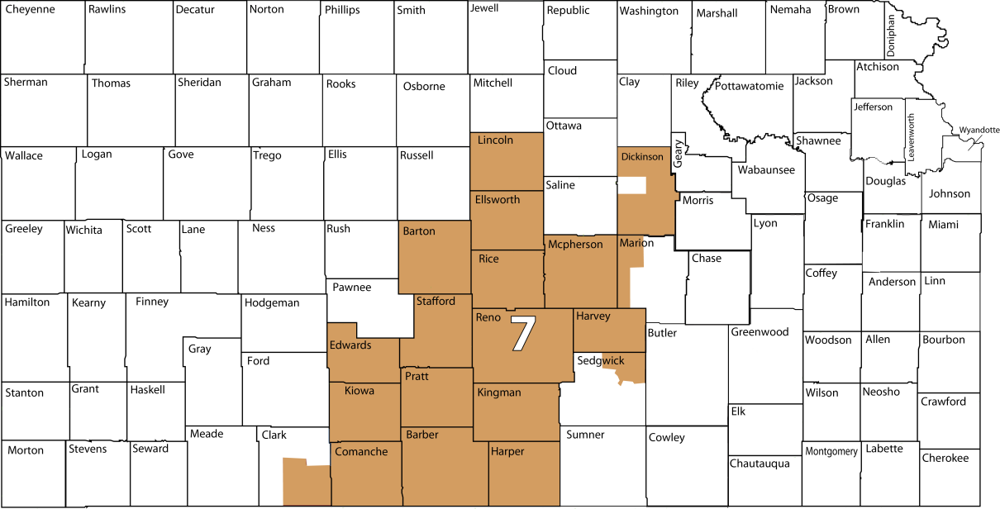 Cheyenne
Rawlins
Decatur
Norton
Phillips
Smith
Jewell
Republic
Washington
Marshall
Nemaha
Brown
Doniphan
Sherman
Thomas
Sheridan
Graham
Rooks
Osborne
Mitchell
Cloud
Clay
Riley
Pottawatomie
Jackson
Atchison
Jefferson
Leavenworth
Wyandotte
Ottawa
Wallace
Logan
Gove
Trego
Ellis
Russell
Lincoln
Saline
Dickinson
Geary
Wabaunsee
Shawnee
Douglas
Johnson
Ellsworth
Morris
Osage
Greeley
Wichita
Scott
Lane
Ness
Rush
Barton
Rice
Mcpherson
Marion
Chase
Lyon
Franklin
Miami
Coffey
Anderson
Linn
Pawnee
Hamilton
Kearny
Finney
Hodgeman
Stafford
Reno
7
Harvey
Butler
Greenwood
Woodson
Allen
Bourbon
Gray
Ford
Edwards
Sedgwick
Stanton
Grant
Haskell
Kiowa
Pratt
Kingman
Elk
Wilson
Neosho
Crawford
Meade
Clark
Barber
Sumner
Cowley
Morton
Stevens
Seward
Comanche
Harper
Chautauqua
Montgomery
Labette
Cherokee